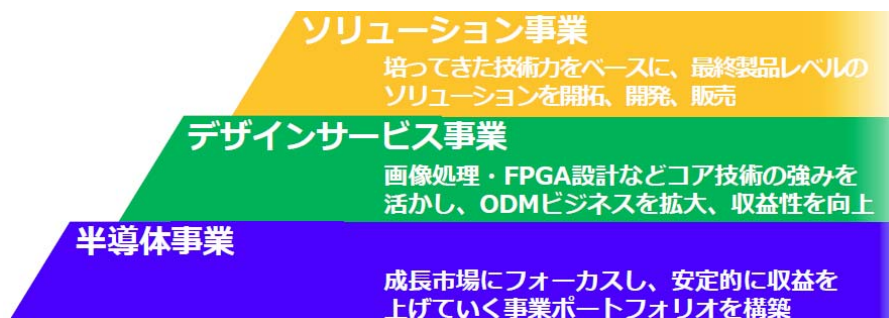 ソリューション事業
培ってきた技術力をベースに、最終製品レベルの
ソリューションを開拓、開発、販売
デザインサービス事業
画像処理・FPGA設計などコア技術の強みを
活かし、ODMビジネスを拡大、収益性を向上
半導体事業
成長市場にフォーカスし、安定的に収益を
上げていく事業ポートフォリオを構築